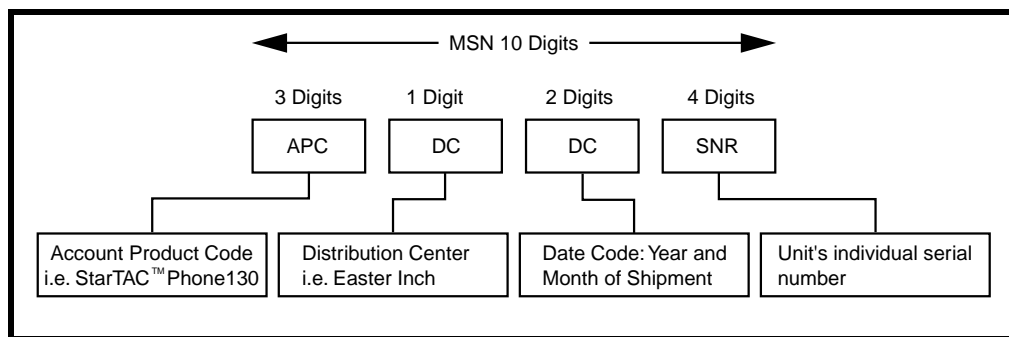 MSN 10 Digits
3 Digits 1 Digit 2 Digits 4 Digits
APC DC DC SNR
Account Product Code
i.e. StarTAC™ Phone130
Distribution Center
i.e. Easter Inch
Date Code: Year and
Month of Shipment
Unit's individual serial
number